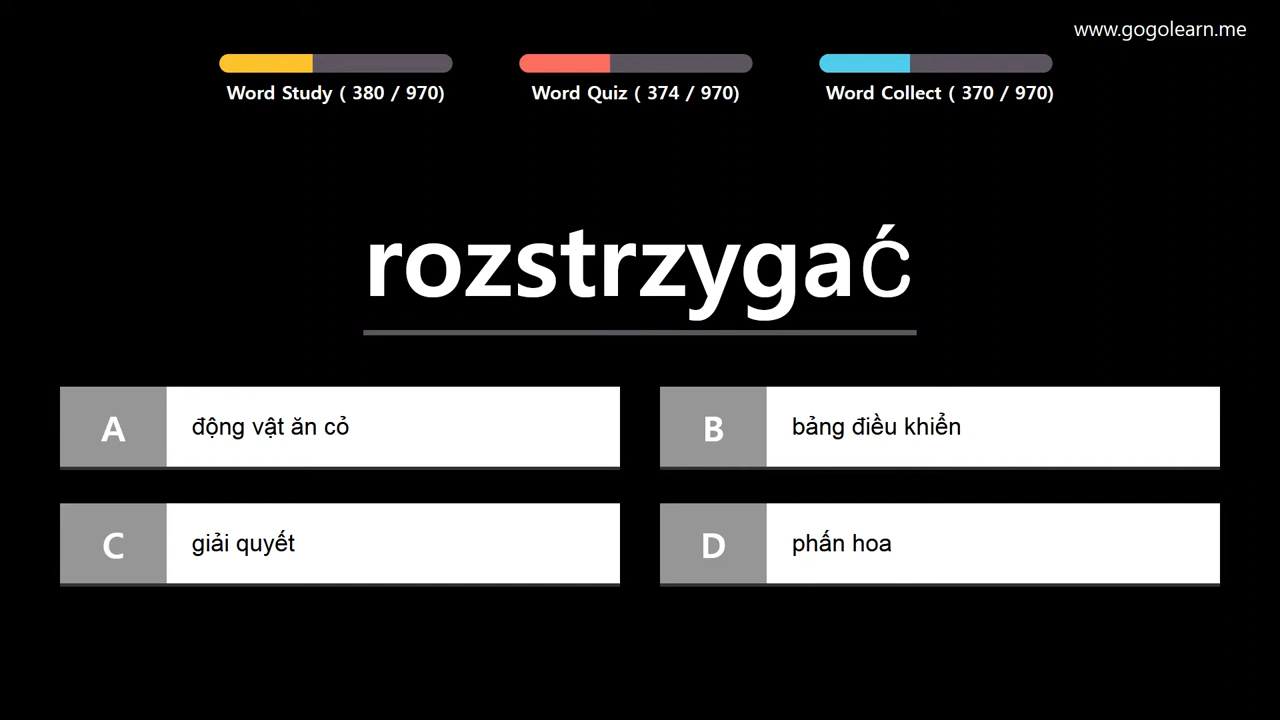 www.gogolearn.me
Word Study ( 380 / 970)
Word Quiz ( 374 / 970)
Word Collect ( 370 / 970)
rozstrzygać
A động vật ăn cỏ
B bảng điều khiển
C giải quyết
D phấn hoa